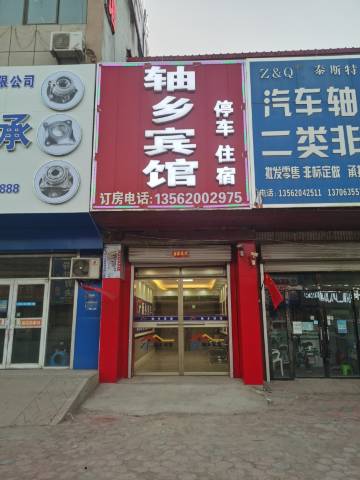 限公司
承
888
轴乡宾馆
停车 住宿
订房电话:13562002975
Z&Q 泰斯特
汽车轴
二类非
批发零售 非标定做 承
电话:13562042511 13706355